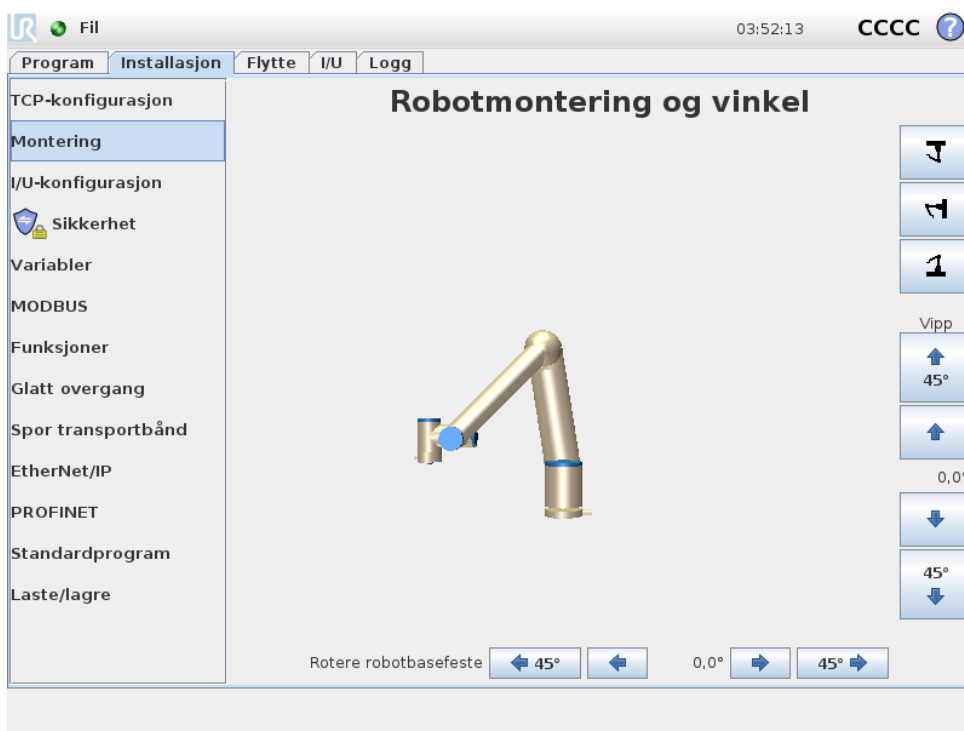 UR Fil 03:52:13 CCCC ?
Program Installasjon Flytte I/U Logg
Robotmontering og vinkel
TCP-konfigurasjon
Montering
I/U-konfigurasjon
Sikkerhet
Variabler
MODBUS
Funksjoner
Glatt overgang
Spor transportbånd
EtherNet/IP
PROFINET
Standardprogram
Laste/lagre
Vipp
45°
0,0°
45°
Rotere robotbasefeste 45° 0,0° 45°